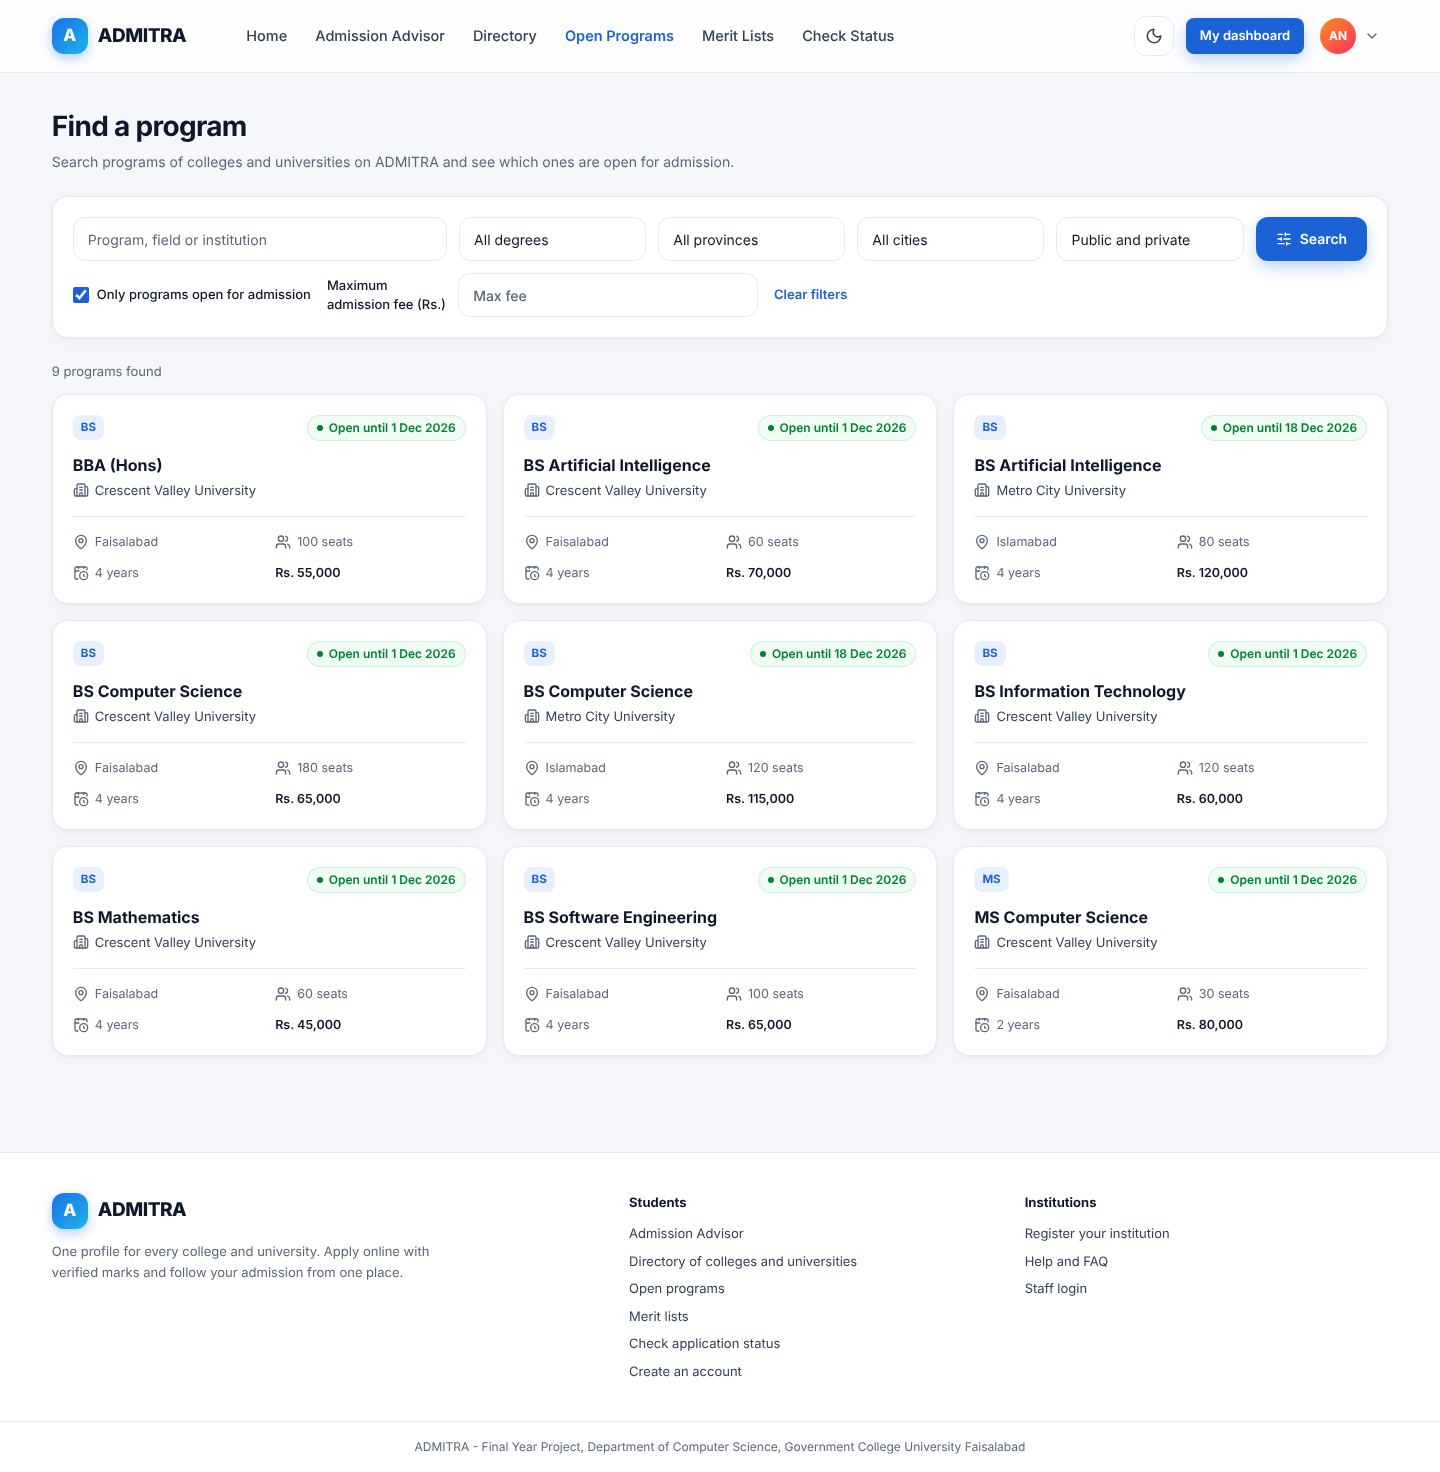 A ADMITRA Home Admission Advisor Directory Open Programs Merit Lists Check Status My dashboard AN
Find a program
Search programs of colleges and universities on ADMITRA and see which ones are open for admission.
Program, field or institution All degrees All provinces All cities Public and private Search
Only programs open for admission Maximum admission fee (Rs.) Max fee Clear filters
9 programs found
BS Open until 1 Dec 2026
BBA (Hons)
Crescent Valley University
Faisalabad 100 seats
4 years Rs. 55,000
BS Open until 1 Dec 2026
BS Artificial Intelligence
Crescent Valley University
Faisalabad 60 seats
4 years Rs. 70,000
BS Open until 18 Dec 2026
BS Artificial Intelligence
Metro City University
Islamabad 80 seats
4 years Rs. 120,000
BS Open until 1 Dec 2026
BS Computer Science
Crescent Valley University
Faisalabad 180 seats
4 years Rs. 65,000
BS Open until 18 Dec 2026
BS Computer Science
Metro City University
Islamabad 120 seats
4 years Rs. 115,000
BS Open until 1 Dec 2026
BS Information Technology
Crescent Valley University
Faisalabad 120 seats
4 years Rs. 60,000
BS Open until 1 Dec 2026
BS Mathematics
Crescent Valley University
Faisalabad 60 seats
4 years Rs. 45,000
BS Open until 1 Dec 2026
BS Software Engineering
Crescent Valley University
Faisalabad 100 seats
4 years Rs. 65,000
MS Open until 1 Dec 2026
MS Computer Science
Crescent Valley University
Faisalabad 30 seats
2 years Rs. 80,000
A ADMITRA
One profile for every college and university. Apply online with
verified marks and follow your admission from one place.
Students
Admission Advisor
Directory of colleges and universities
Open programs
Merit lists
Check application status
Create an account
Institutions
Register your institution
Help and FAQ
Staff login
ADMITRA - Final Year Project, Department of Computer Science, Government College University Faisalabad